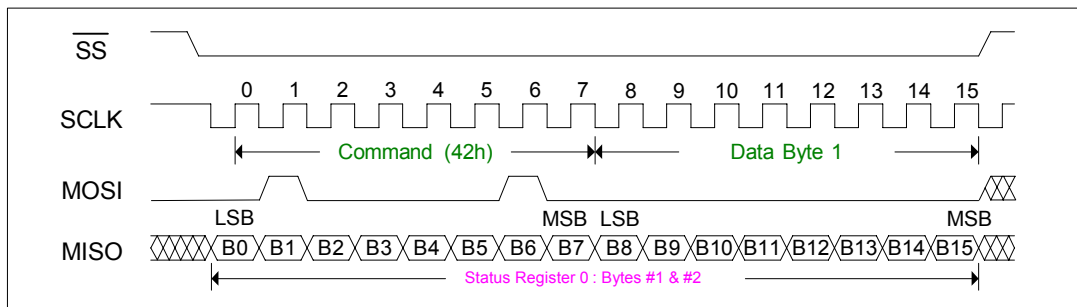 SS
0 1 2 3 4 5 6 7 8 9 10 11 12 13 14 15
SCLK
Command (42h) Data Byte 1
MOSI
LSB MSB LSB MSB
MISO B0 B1 B2 B3 B4 B5 B6 B7 B8 B9 B10 B11 B12 B13 B14 B15
Status Register 0 : Bytes #1 & #2